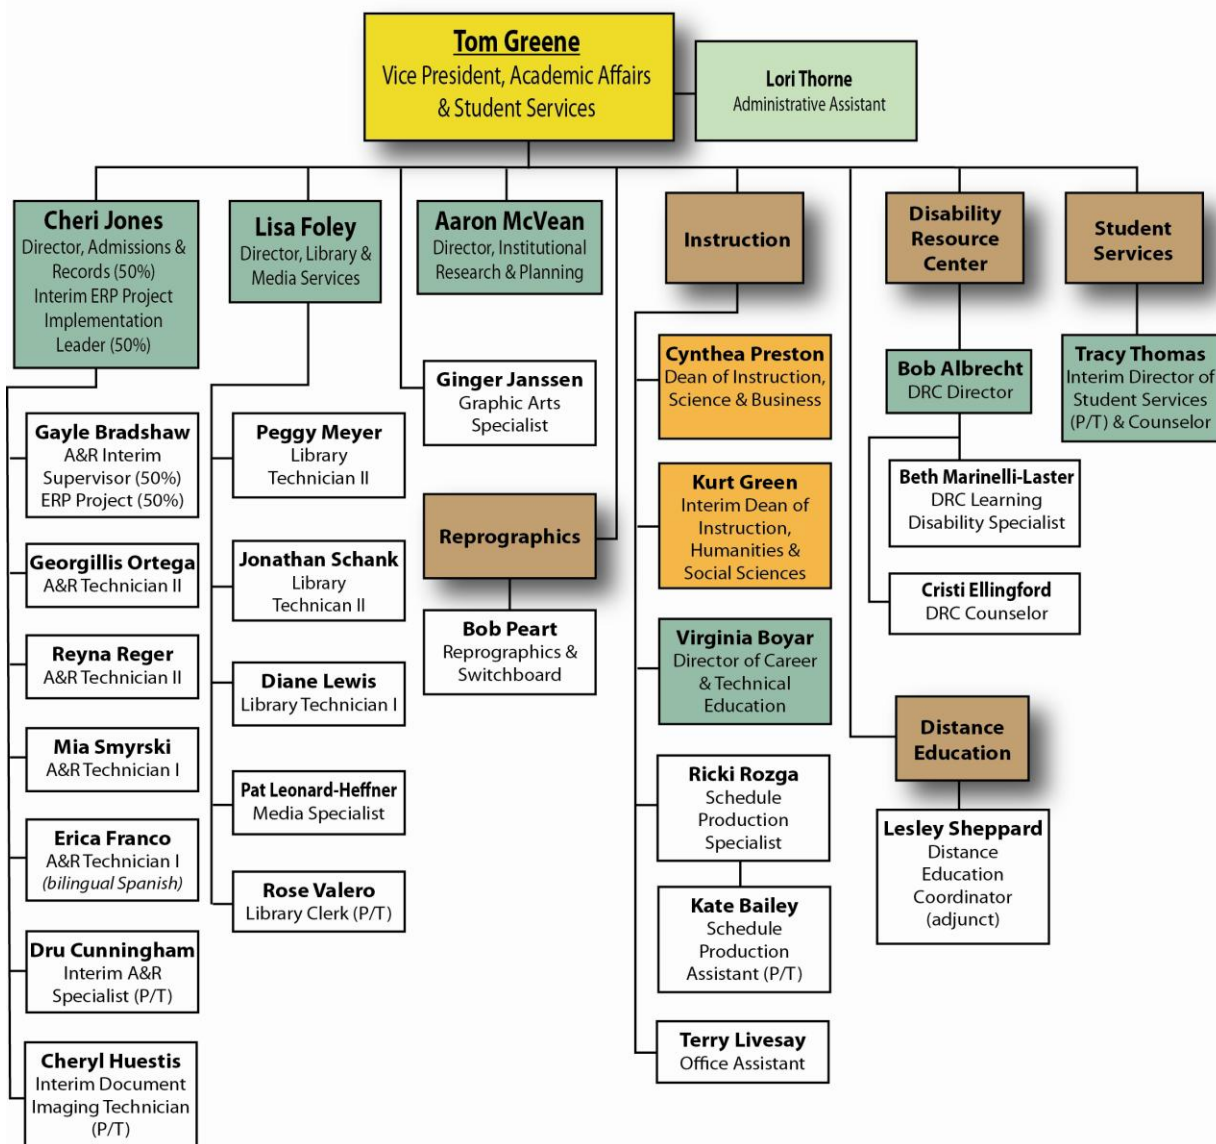 Tom Greene
Vice President, Academic Affairs
& Student Services
Lori Thorne
Administrative Assistant
Cheri Jones
Director, Admissions &
Records (50%)
Interim ERP Project
Implementation
Leader (50%)
Lisa Foley
Director, Library &
Media Services
Aaron McVean
Director, Institutional
Research & Planning
Instruction
Disability
Resource
Center
Student
Services
Gayle Bradshaw
A&R Interim
Supervisor (50%)
ERP Project (50%)
Georgillis Ortega
A&R Technician II
Reyna Reger
A&R Technician II
Mia Smyrski
A&R Technician I
Erica Franco
A&R Technician I
(bilingual Spanish)
Dru Cunningham
Interim A&R
Specialist (P/T)
Cheryl Huestis
Interim Document
Imaging Technician
(P/T)
Peggy Meyer
Library
Technician II
Jonathan Schank
Library
Technican II
Diane Lewis
Library Technician I
Pat Leonard-Heffner
Media Specialist
Rose Valero
Library Clerk (P/T)
Ginger Janssen
Graphic Arts
Specialist
Reprographics
Bob Peart
Reprographics &
Switchboard
Cynthea Preston
Dean of Instruction,
Science & Business
Kurt Green
Interim Dean of
Instruction,
Humanities &
Social Sciences
Virginia Boyar
Director of Career
& Technical
Education
Ricki Rozga
Schedule
Production
Specialist
Kate Bailey
Schedule
Production
Assistant (P/T)
Terry Livesay
Office Assistant
Bob Albrecht
DRC Director
Beth Marinelli-Laster
DRC Learning
Disability Specialist
Cristi Ellingford
DRC Counselor
Distance
Education
Lesley Sheppard
Distance
Education
Coordinator
(adjunct)
Tracy Thomas
Interim Director of
Student Services
(P/T) & Counselor